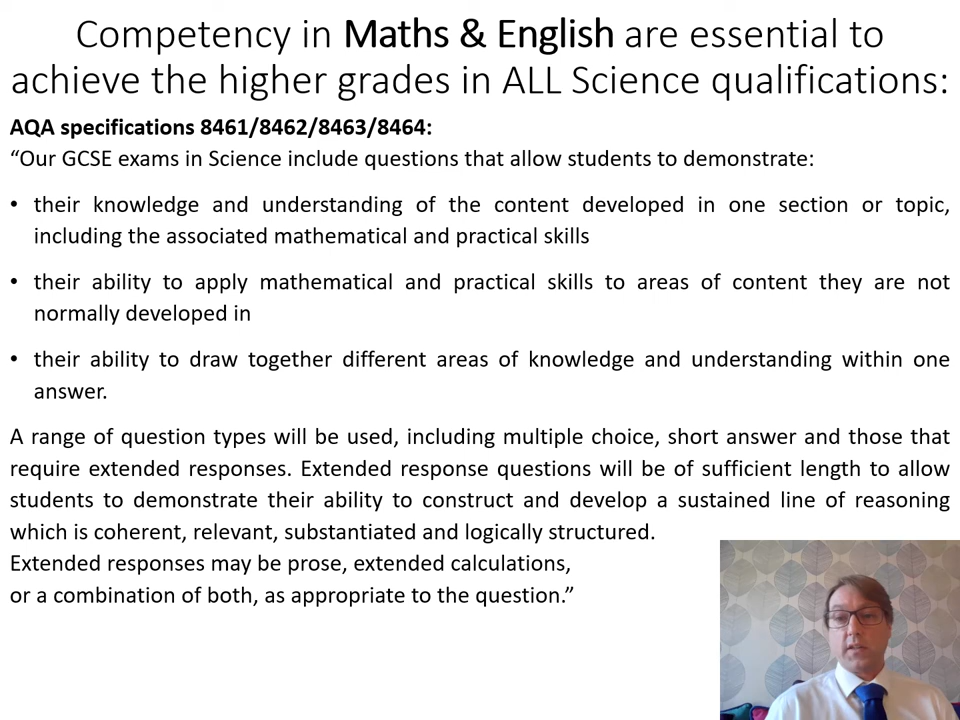 Competency in Maths & English are essential to
achieve the higher grades in ALL Science qualifications:
AQA specifications 8461/8462/8463/8464:
“Our GCSE exams in Science include questions that allow students to demonstrate:
• their knowledge and understanding of the content developed in one section or topic,
including the associated mathematical and practical skills
• their ability to apply mathematical and practical skills to areas of content they are not
normally developed in
• their ability to draw together different areas of knowledge and understanding within one
answer.
A range of question types will be used, including multiple choice, short answer and those that
require extended responses. Extended response questions will be of sufficient length to allow
students to demonstrate their ability to construct and develop a sustained line of reasoning
which is coherent, relevant, substantiated and logically structured.
Extended responses may be prose, extended calculations,
or a combination of both, as appropriate to the question.”